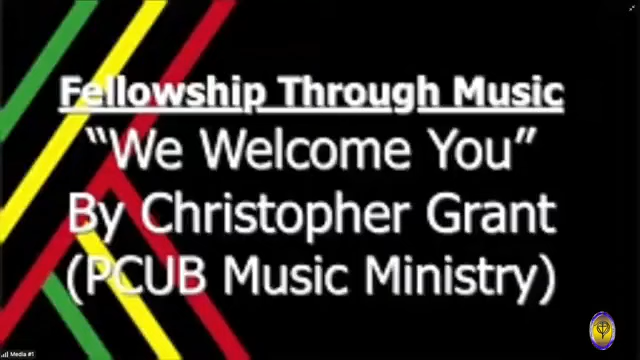 Fellowship Through Music
“We Welcome You”
By Christopher Grant
(PCUB Music Ministry)
Media #1